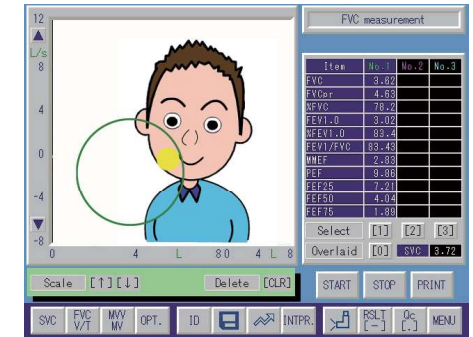 FVC measurement
12
L/s
8
4
0
-4
-8
0 4 L 8 0 4 L 8
Item No.1 No.2 No.3
FVC 3.62
FVCpr 4.63
%FVC 78.2
FEV1.0 3.02
%FEV1.0 83.4
FEV1/FVC 83.43
MMEF 2.83
PEF 9.86
FEF25 7.21
FEF50 4.04
FEF75 1.89
Select [1] [2] [3]
Overlaid [0] SVC 3.72
Scale [↑][↓] Delete [CLR]
START STOP PRINT
SVC FVC V/T MVV MV OPT. ID INTPR. RSLT [-] Qc [.] MENU